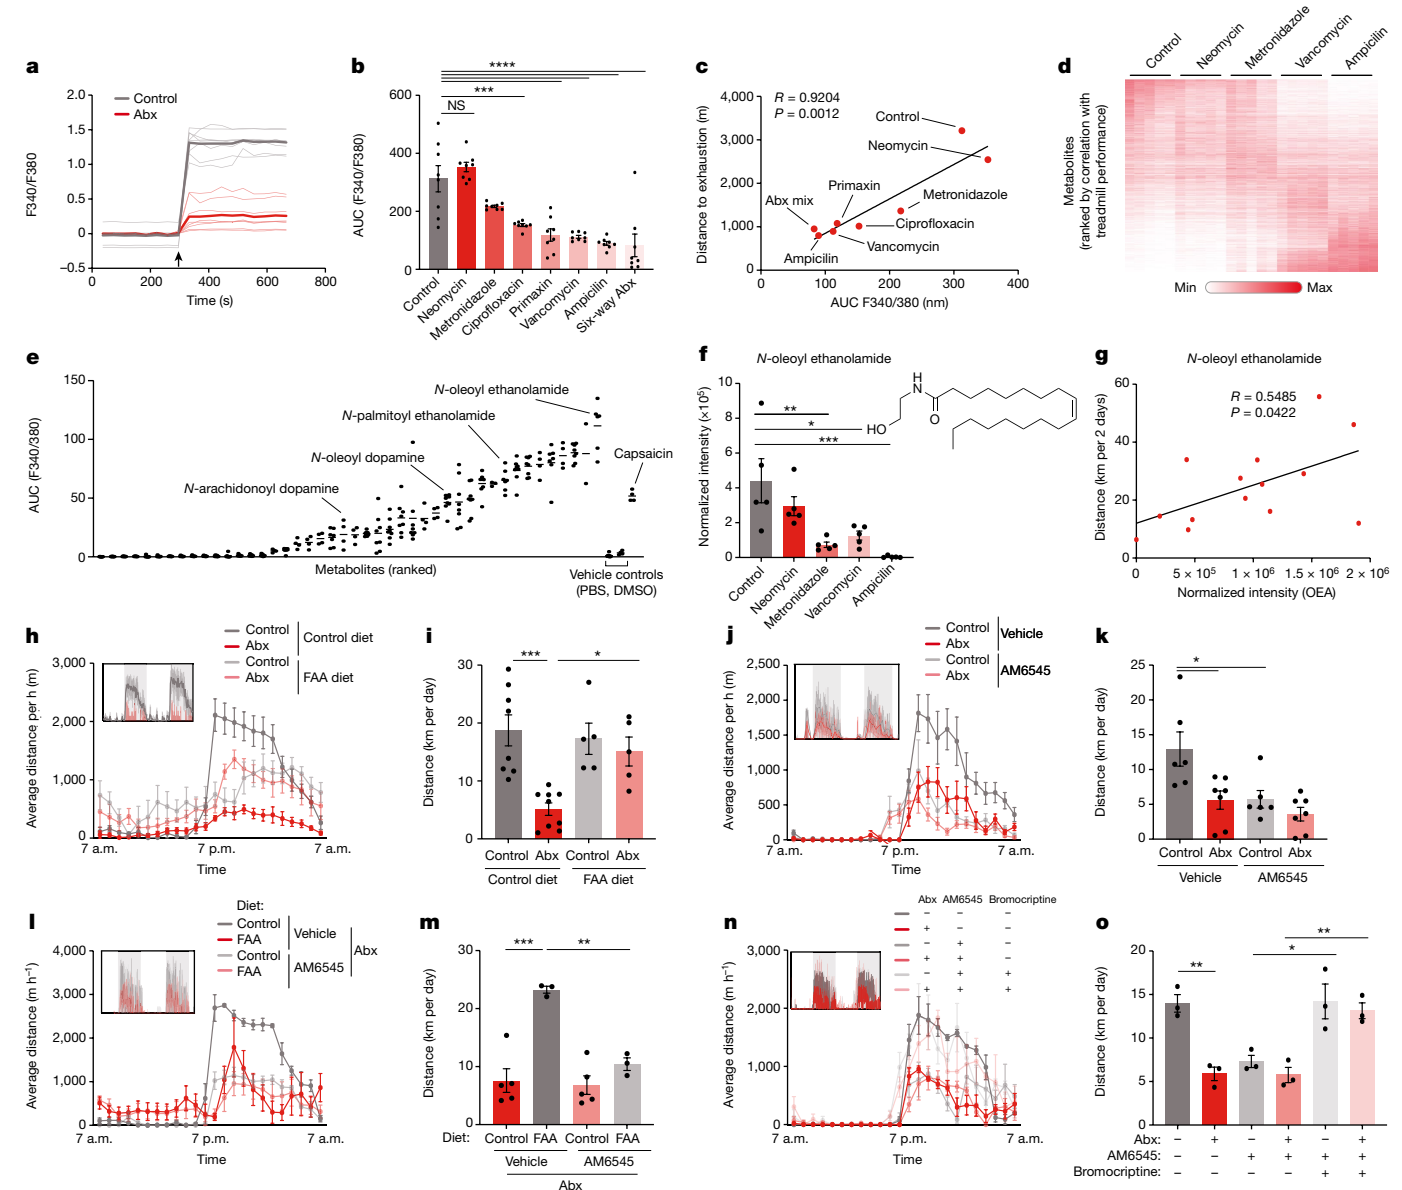 a
2.0
1.5
1.0
0.5
0
−0.5
F340/F380
Control
Abx
0 200 400 600 800
Time (s)
b
600
400
200
0
AUC (F340/F380)
****
***
NS
Control
Neomycin
Metronidazole
Ciprofloxacin
Primaxin
Vancomycin
Ampicilin
Six-way Abx
c
4,000
3,000
2,000
1,000
0
Distance to exhaustion (m)
R = 0.9204
P = 0.0012
Control
Neomycin
Primaxin
Metronidazole
Abx mix
Ciprofloxacin
Vancomycin
Ampicilin
0 100 200 300 400
AUC F340/380 (nm)
d
Control
Neomycin
Metronidazole
Vancomycin
Ampicilin
Metabolites
(ranked by correlation with
treadmill performance)
Min Max
e
150
100
50
0
AUC (F340/380)
N-oleoyl ethanolamide
N-palmitoyl ethanolamide
N-oleoyl dopamine
N-arachidonoyl dopamine
Capsaicin
Metabolites (ranked)
Vehicle controls
(PBS, DMSO)
f
N-oleoyl ethanolamide
10
8
6
4
2
0
Normalized intensity (×10⁵)
**
*
***
H
N
O
HO
Control
Neomycin
Metronidazole
Vancomycin
Ampicilin
g
N-oleoyl ethanolamide
60
40
20
0
Distance (km per 2 days)
R = 0.5485
P = 0.0422
0 5 × 10⁵ 1 × 10⁶ 1.5 × 10⁶ 2 × 10⁶
Normalized intensity (OEA)
h
Control
Abx
Control diet
Control
Abx
FAA diet
3,000
2,000
1,000
0
Average distance per h (m)
7 a.m. 7 p.m. 7 a.m.
Time
i
30
20
10
0
Distance (km per day)
*** *
Control Abx Control Abx
Control diet FAA diet
j
Control
Abx
Vehicle
Control
Abx
AM6545
2,500
2,000
1,500
1,000
500
0
Average distance per h (m)
7 a.m. 7 p.m. 7 a.m.
Time
k
25
20
15
10
5
0
Distance (km per day)
*
Control Abx Control Abx
Vehicle AM6545
l
Diet:
Control
FAA
Vehicle
Control
FAA
AM6545
Abx
4,000
3,000
2,000
1,000
0
Average distance (m h⁻¹)
7 a.m. 7 p.m. 7 a.m.
Time
m
30
20
10
0
Distance (km per day)
*** **
Diet: Control FAA Control FAA
Vehicle AM6545
Abx
n
Abx AM6545 Bromocriptine
− − −
+ − −
− + −
+ + −
− + +
+ + +
3,000
2,000
1,000
0
Average distance (m h⁻¹)
7 a.m. 7 p.m. 7 a.m.
Time
o
20
15
10
5
0
Distance (km per day)
**
*
**
Abx: − + − + − +
AM6545: − − + + + +
Bromocriptine: − − − − + +